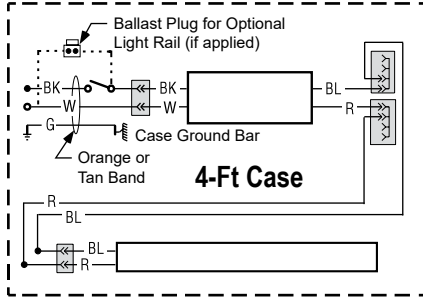 Ballast Plug for Optional
Light Rail (if applied)
BK
BK
BL
W
W
R
G
Case Ground Bar
Orange or
Tan Band
4-Ft Case
R
BL
BL
R